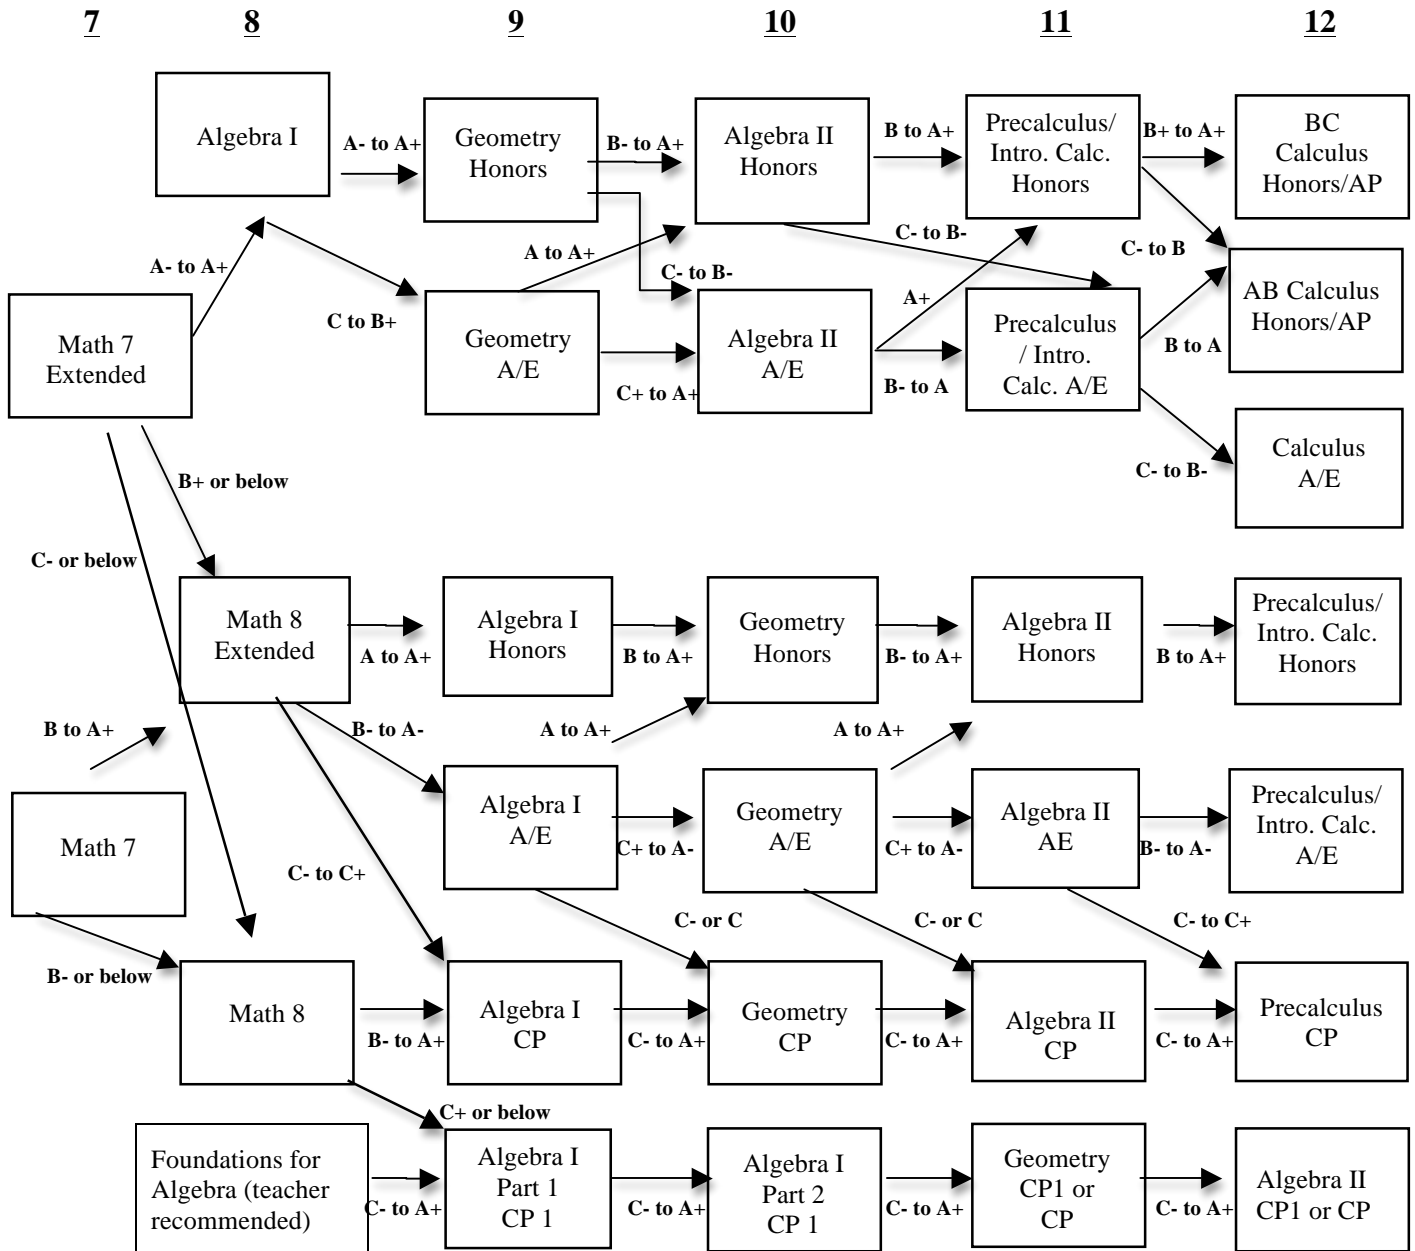 7 8 9 10 11 12
Algebra I
A- to A+
Geometry
Honors
B- to A+
Algebra II
Honors
B to A+
Precalculus/
Intro. Calc.
Honors
B+ to A+
BC
Calculus
Honors/AP
A- to A+
C to B+
A to A+
C- to B-
C- to B-
A+
C- to B
Math 7
Extended
Geometry
A/E
C+ to A+
Algebra II
A/E
B- to A
Precalculus
/ Intro.
Calc. A/E
B to A
AB Calculus
Honors/AP
C- to B-
Calculus
A/E
B+ or below
C- or below
Math 8
Extended
A to A+
Algebra I
Honors
B to A+
Geometry
Honors
B- to A+
Algebra II
Honors
B to A+
Precalculus/
Intro. Calc.
Honors
B to A+
B- to A-
A to A+
A to A+
Math 7
C- to C+
Algebra I
A/E
C+ to A-
Geometry
A/E
C+ to A-
Algebra II
AE
B- to A-
Precalculus/
Intro. Calc.
A/E
C- or C
C- or C
C- to C+
B- or below
Math 8
B- to A+
Algebra I
CP
C- to A+
Geometry
CP
C- to A+
Algebra II
CP
C- to A+
Precalculus
CP
C+ or below
Foundations for
Algebra (teacher
recommended)
C- to A+
Algebra I
Part 1
CP 1
C- to A+
Algebra I
Part 2
CP 1
C- to A+
Geometry
CP1 or
CP
C- to A+
Algebra II
CP1 or CP